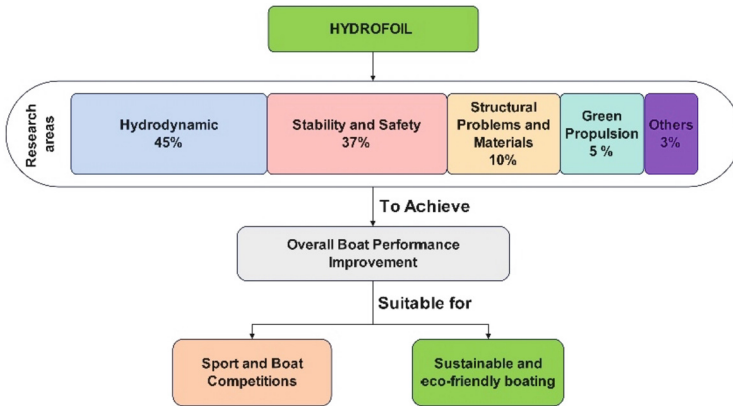 HYDROFOIL
Research
areas
Hydrodynamic
45%
Stability and Safety
37%
Structural
Problems and
Materials
10%
Green
Propulsion
5 %
Others
3%
To Achieve
Overall Boat Performance
Improvement
Suitable for
Sport and Boat
Competitions
Sustainable and
eco-friendly boating